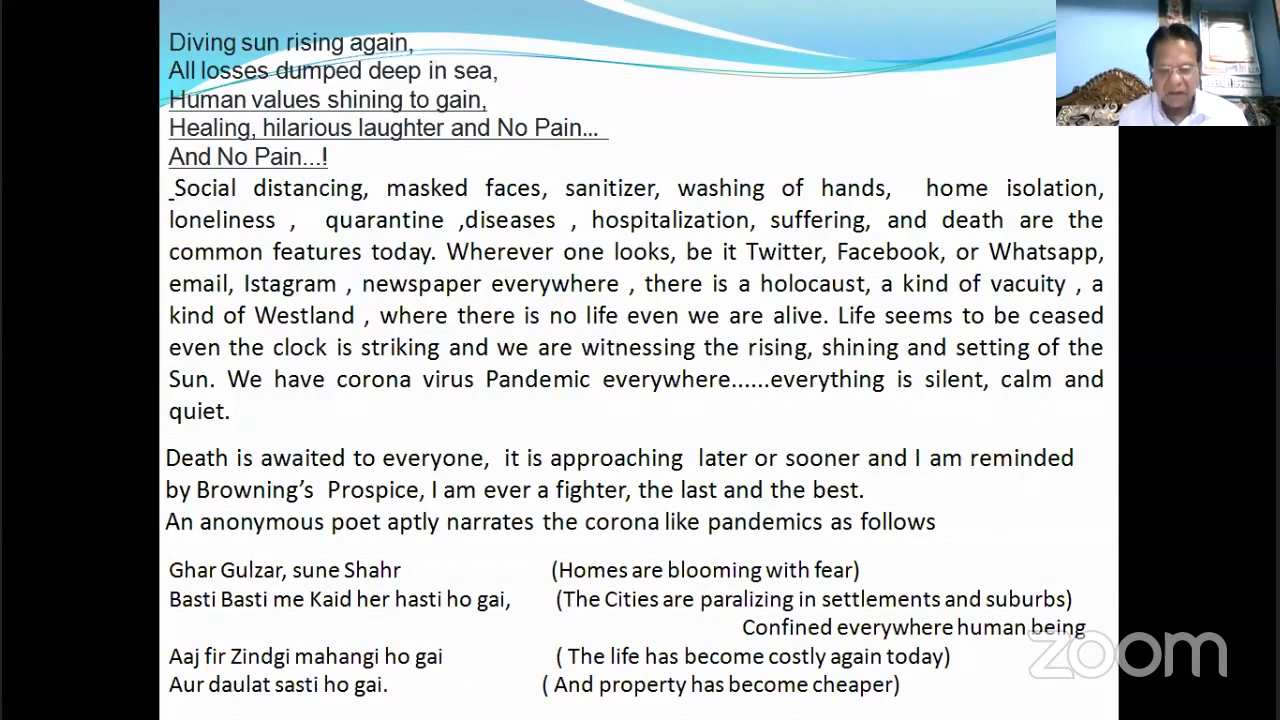 Diving sun rising again,
All losses dumped deep in sea,
Human values shining to gain,
Healing, hilarious laughter and No Pain...
And No Pain...!
Social distancing, masked faces, sanitizer, washing of hands, home isolation,
loneliness , quarantine ,diseases , hospitalization, suffering, and death are the
common features today. Wherever one looks, be it Twitter, Facebook, or Whatsapp,
email, Istagram , newspaper everywhere , there is a holocaust, a kind of vacuity , a
kind of Westland , where there is no life even we are alive. Life seems to be ceased
even the clock is striking and we are witnessing the rising, shining and setting of the
Sun. We have corona virus Pandemic everywhere......everything is silent, calm and
quiet.
Death is awaited to everyone, it is approaching later or sooner and I am reminded
by Browning’s Prospice, I am ever a fighter, the last and the best.
An anonymous poet aptly narrates the corona like pandemics as follows
Ghar Gulzar, sune Shahr (Homes are blooming with fear)
Basti Basti me Kaid her hasti ho gai, (The Cities are paralizing in settlements and suburbs)
Confined everywhere human being
Aaj fir Zindgi mahangi ho gai ( The life has become costly again today)
Aur daulat sasti ho gai. ( And property has become cheaper)
zoom